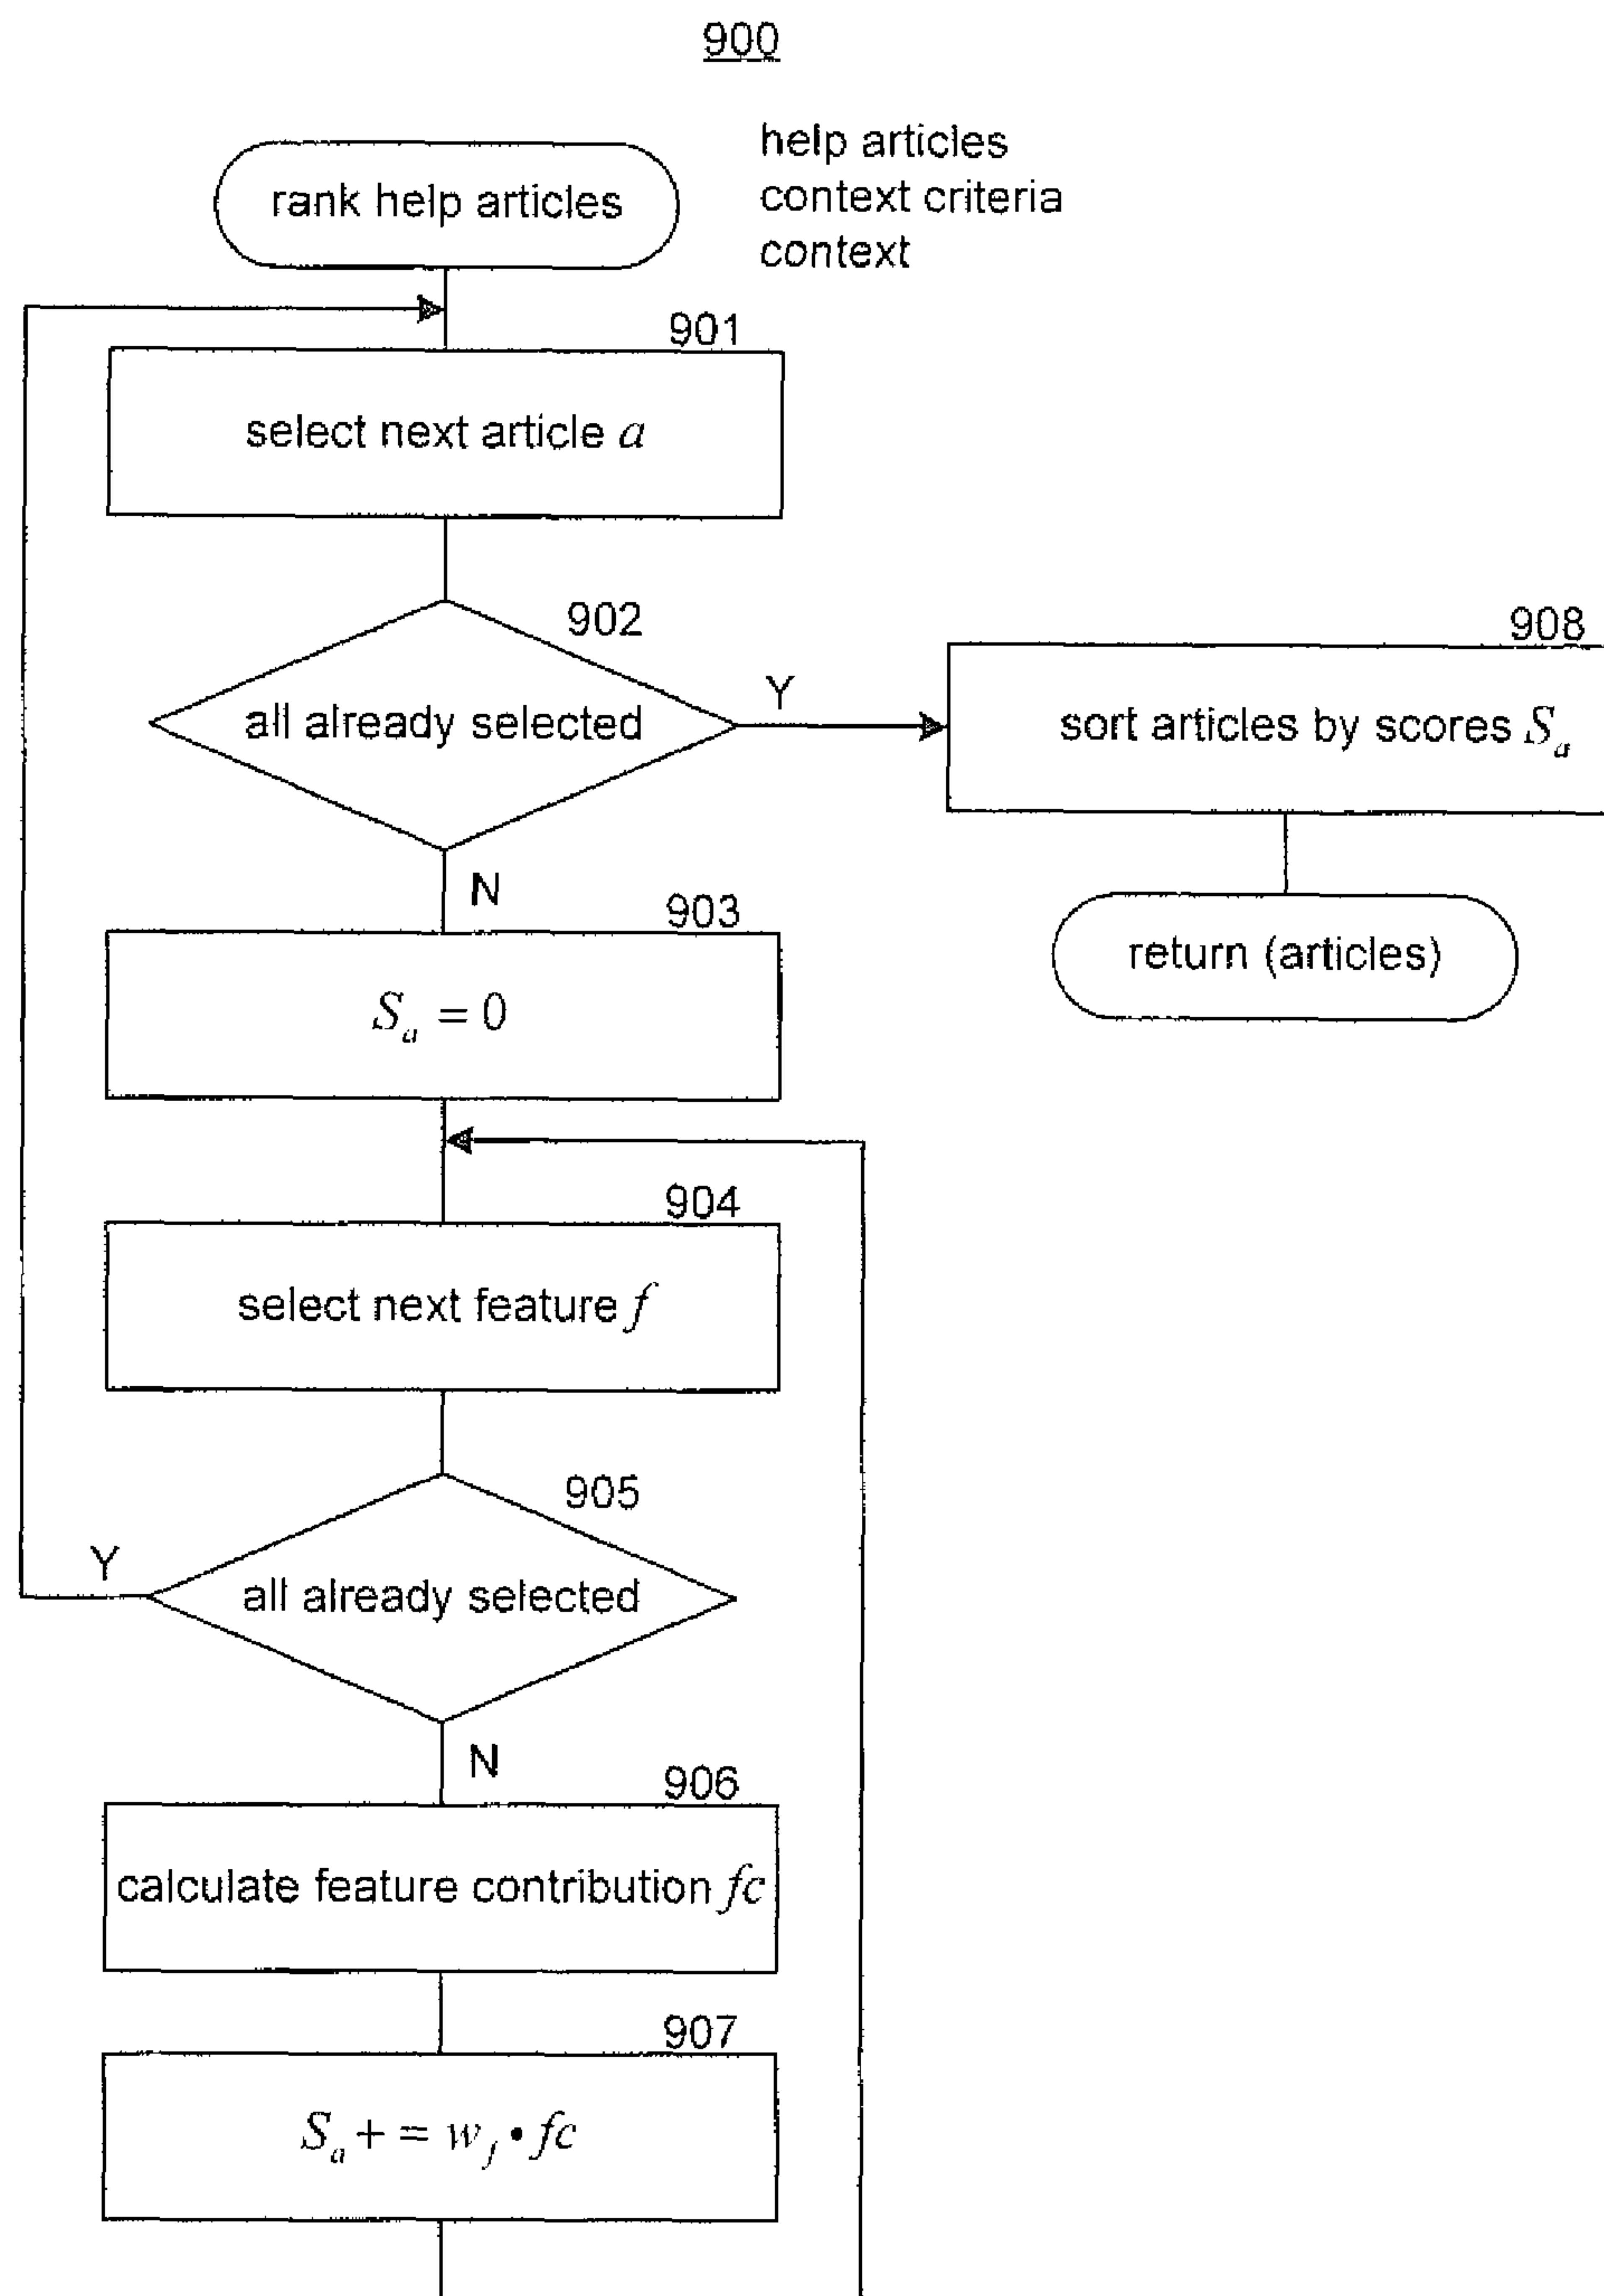 900
rank help articles
help articles
context criteria
context
901
select next article a
902
all already selected
Y
N
908
sort articles by scores Sₐ
return (articles)
903
Sₐ = 0
904
select next feature f
905
all already selected
Y
N
906
calculate feature contribution fc
907
Sₐ + = w_f • fc